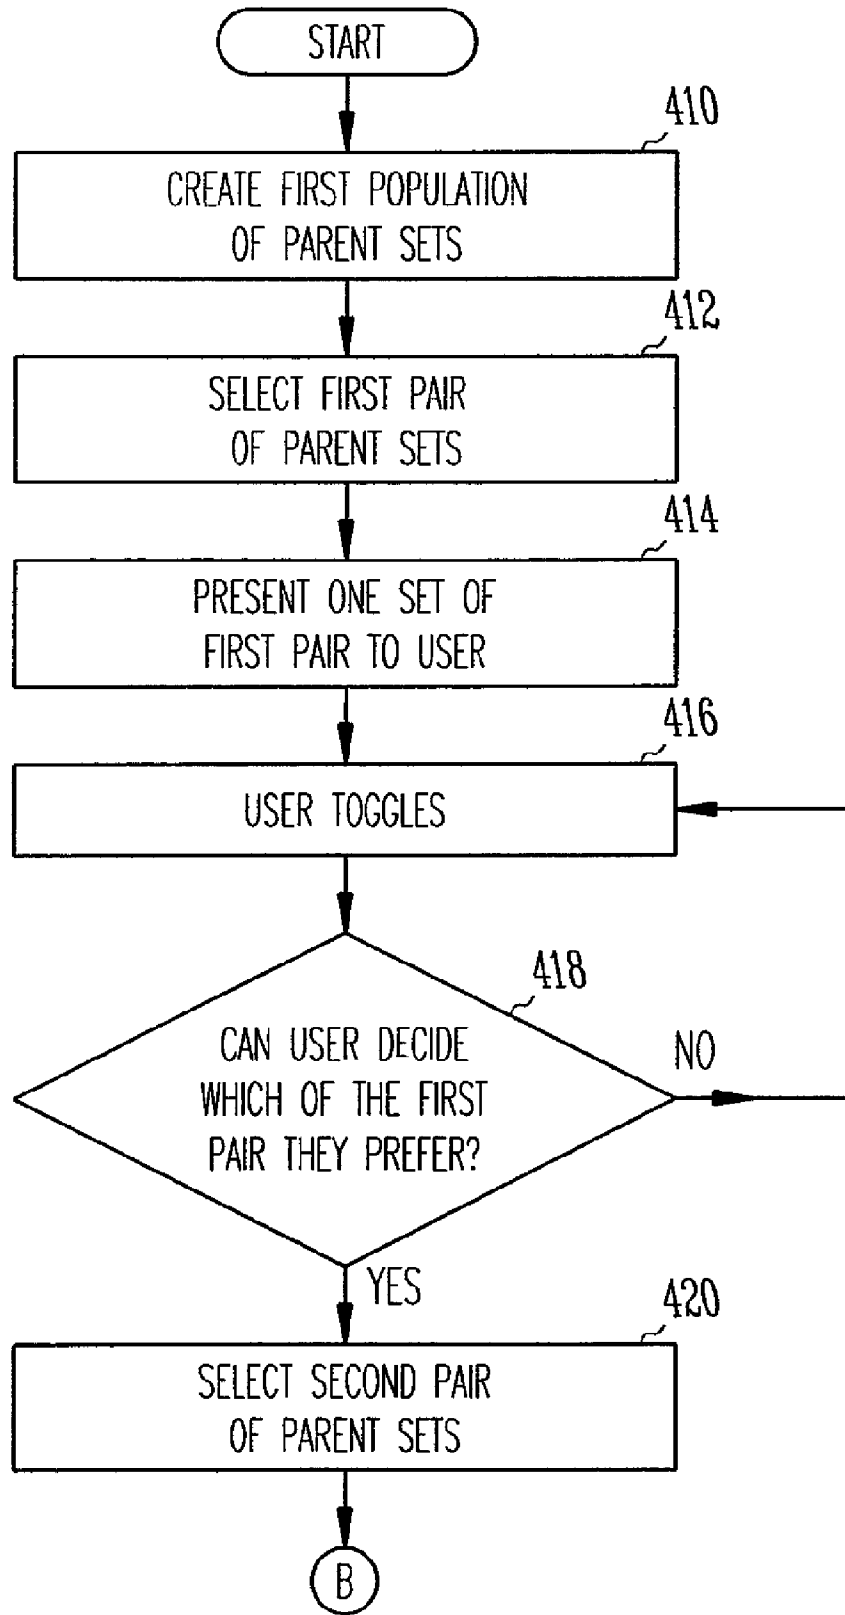 START
410
CREATE FIRST POPULATION
OF PARENT SETS
412
SELECT FIRST PAIR
OF PARENT SETS
414
PRESENT ONE SET OF
FIRST PAIR TO USER
416
USER TOGGLES
418
CAN USER DECIDE
WHICH OF THE FIRST
PAIR THEY PREFER?
NO
YES
420
SELECT SECOND PAIR
OF PARENT SETS
B